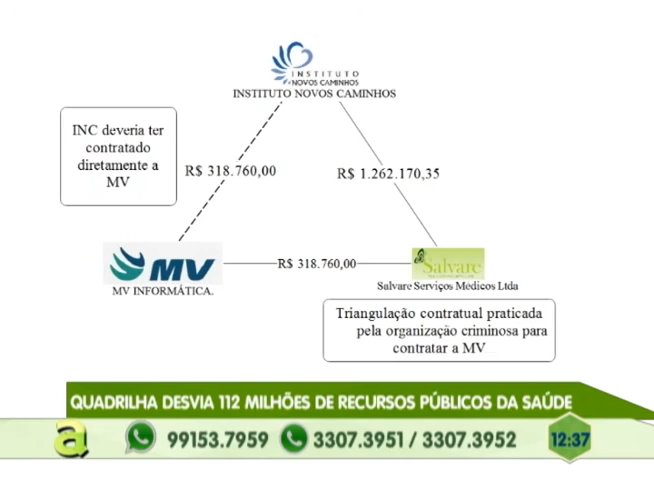 INSTITUTO
NOVOS CAMINHOS
INSTITUTO NOVOS CAMINHOS
INC deveria ter
contratado
diretamente a
MV
R$ 318.760,00
R$ 1.262.170,35
MV
MV INFORMÁTICA.
R$ 318.760,00
Salvare
Salvare Serviços Médicos Ltda
Triangulação contratual praticada
pela organização criminosa para
contratar a MV
QUADRILHA DESVIA 112 MILHÕES DE RECURSOS PÚBLICOS DA SAÚDE
a
99153.7959
3307.3951 / 3307.3952
12:37